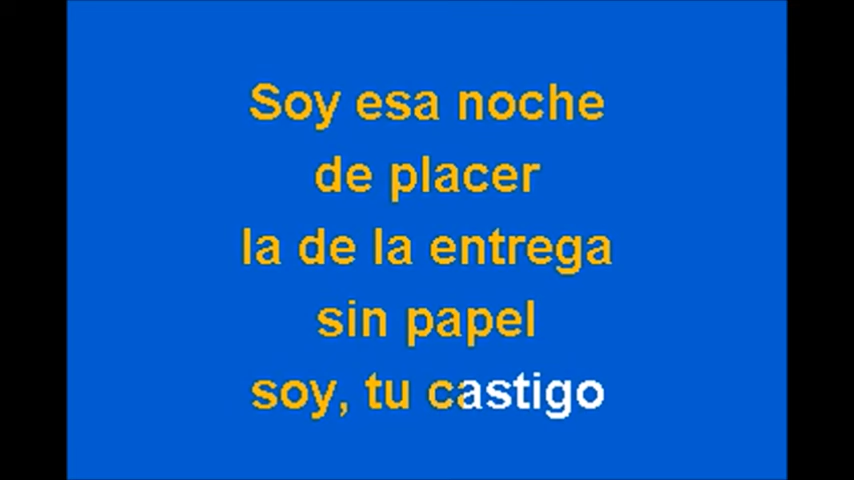 Soy esa noche
de placer
la de la entrega
sin papel
soy, tu castigo